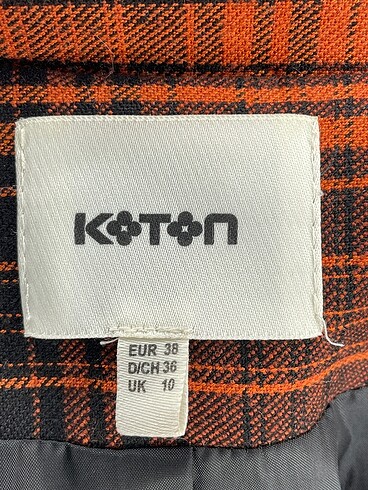 KOTON
EUR 38
D/CH 36
UK 10